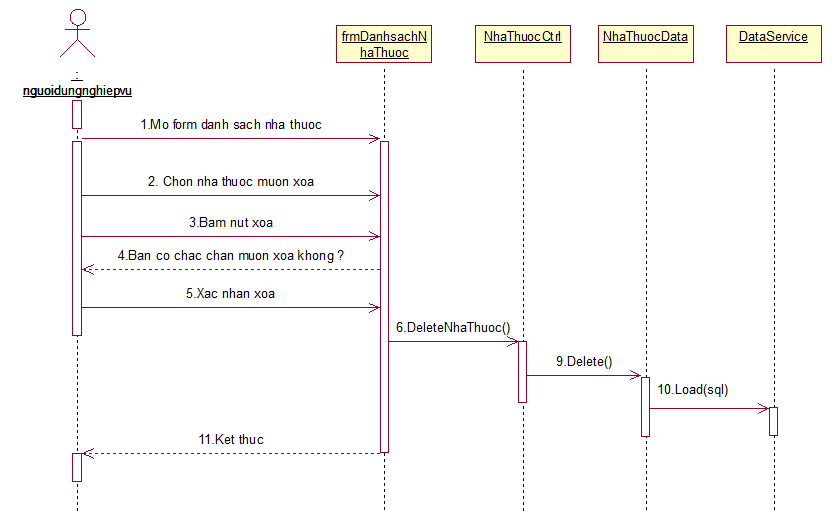 frmDanhsachN
haThuoc
NhaThuocCtrl
NhaThuocData
DataService
:
nguoidungnghiepvu
1.Mo form danh sach nha thuoc
2. Chon nha thuoc muon xoa
3.Bam nut xoa
4.Ban co chac chan muon xoa khong ?
5.Xac nhan xoa
6.DeleteNhaThuoc()
9.Delete()
10.Load(sql)
11.Ket thuc